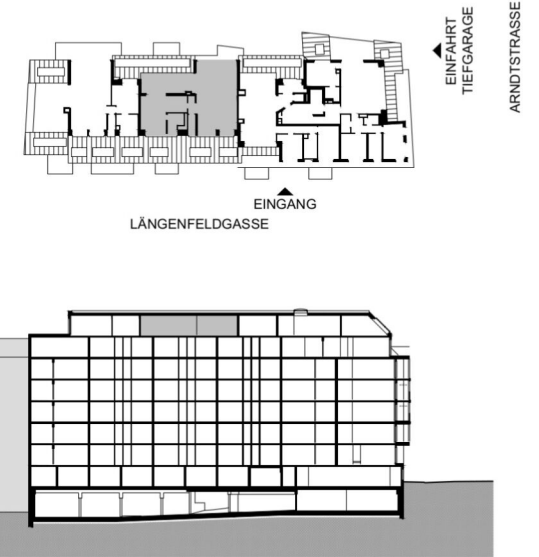 EINFAHRT
TIEFGARAGE
ARNDTSTRASSE
EINGANG
LÄNGENFELDGASSE